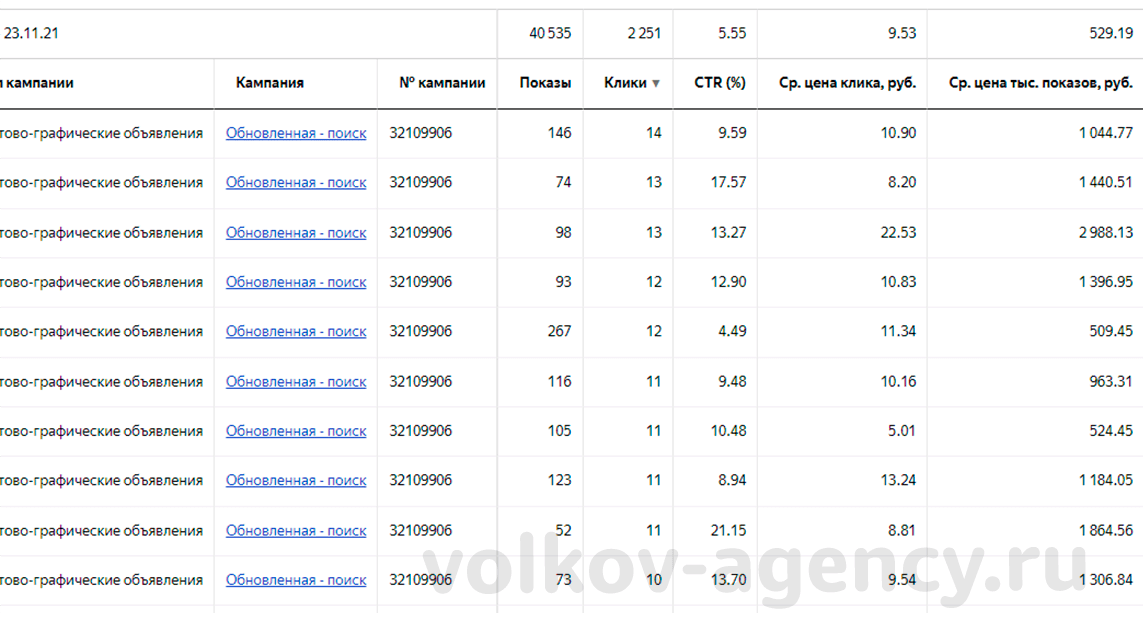 23.11.21 40 535 2 251 5.55 9.53 529.19
п кампании Кампания № кампании Показы Клики ▼ CTR (%) Ср. цена клика, руб. Ср. цена тыс. показов, руб.
тово-графические объявления Обновленная - поиск 32109906 146 14 9.59 10.90 1 044.77
тово-графические объявления Обновленная - поиск 32109906 74 13 17.57 8.20 1 440.51
тово-графические объявления Обновленная - поиск 32109906 98 13 13.27 22.53 2 988.13
тово-графические объявления Обновленная - поиск 32109906 93 12 12.90 10.83 1 396.95
тово-графические объявления Обновленная - поиск 32109906 267 12 4.49 11.34 509.45
тово-графические объявления Обновленная - поиск 32109906 116 11 9.48 10.16 963.31
тово-графические объявления Обновленная - поиск 32109906 105 11 10.48 5.01 524.45
тово-графические объявления Обновленная - поиск 32109906 123 11 8.94 13.24 1 184.05
тово-графические объявления Обновленная - поиск 32109906 52 11 21.15 8.81 1 864.56
тово-графические объявления Обновленная - поиск 32109906 73 10 13.70 9.54 1 306.84
volkov-agency.ru